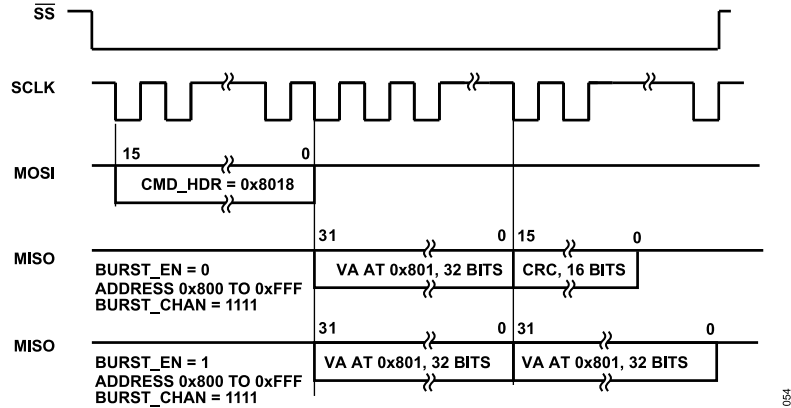 SS
SCLK
15 0
MOSI
CMD_HDR = 0x8018
31 0 15 0
MISO
VA AT 0x801, 32 BITS CRC, 16 BITS
BURST_EN = 0
ADDRESS 0x800 TO 0xFFF
BURST_CHAN = 1111
31 0 31 0
MISO
VA AT 0x801, 32 BITS VA AT 0x801, 32 BITS
BURST_EN = 1
ADDRESS 0x800 TO 0xFFF
BURST_CHAN = 1111
054